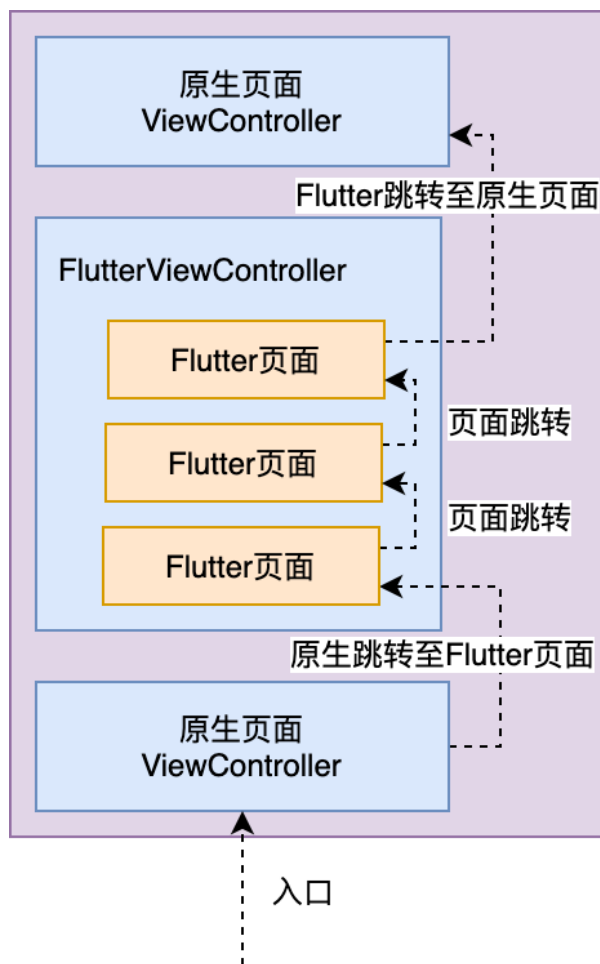 原生页面
ViewController
Flutter跳转至原生页面
FlutterViewController
Flutter页面
页面跳转
Flutter页面
页面跳转
Flutter页面
原生跳转至Flutter页面
原生页面
ViewController
入口